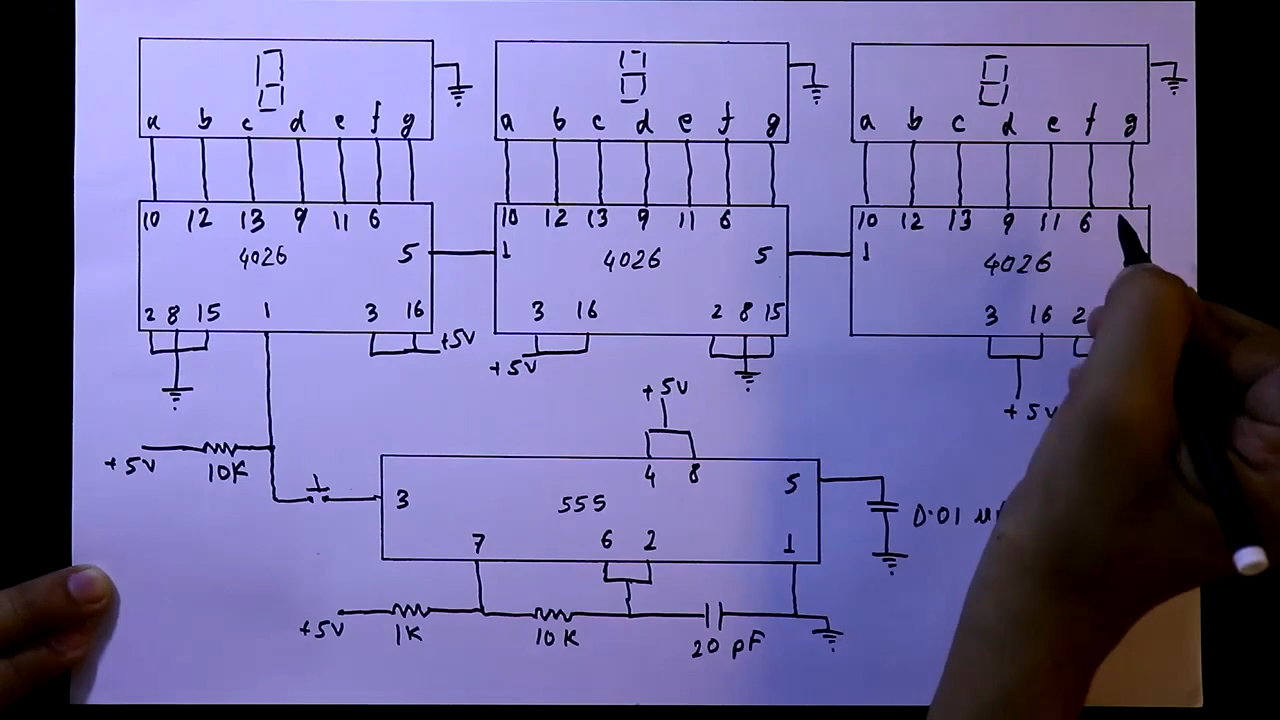 a b c d e f g
a b c d e f g
a b c d e f g
10 12 13 9 11 6
10 12 13 9 11 6
10 12 13 9 11 6
4026 5
1 4026 5
1 4026
2 8 15 1 3 16
3 16 2 8 15
3 16 2
+5V
+5V
+5V
+5V
+5V 10K
4 8
3 555 5
7 6 2 1
0.01
+5V 1K 10K 20 pF